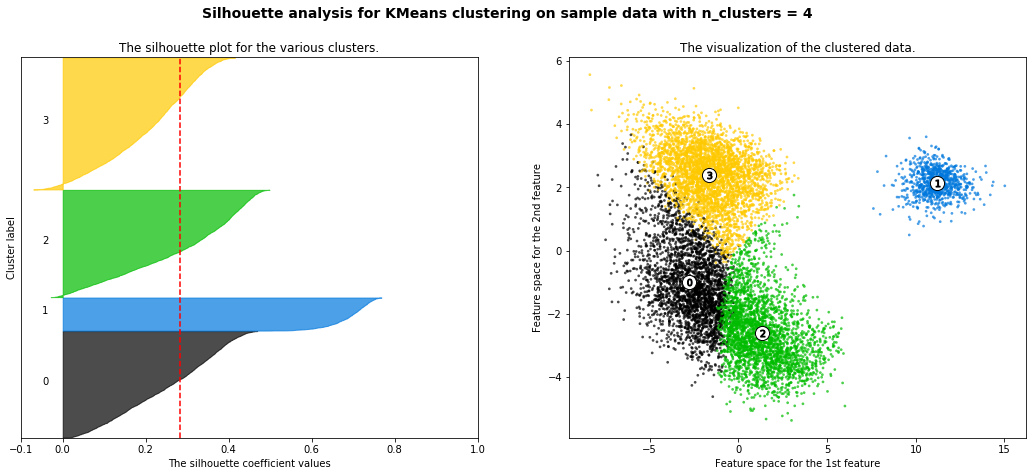 Silhouette analysis for KMeans clustering on sample data with n_clusters = 4
The silhouette plot for the various clusters.
3
2
1
0
Cluster label
−0.1 0.0 0.2 0.4 0.6 0.8 1.0
The silhouette coefficient values
The visualization of the clustered data.
6
4
2
0
−2
−4
Feature space for the 2nd feature
3
1
0
2
−5 0 5 10 15
Feature space for the 1st feature